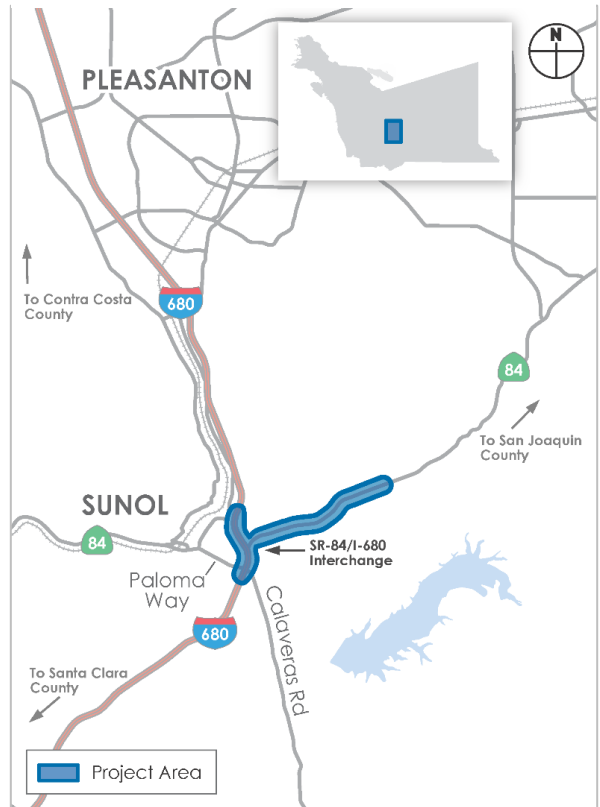 N
PLEASANTON
To Contra Costa
County
680
84
To San Joaquin
County
SUNOL
84
SR-84/I-680
Interchange
Paloma
Way
Calaveras Rd
680
To Santa Clara
County
Project Area